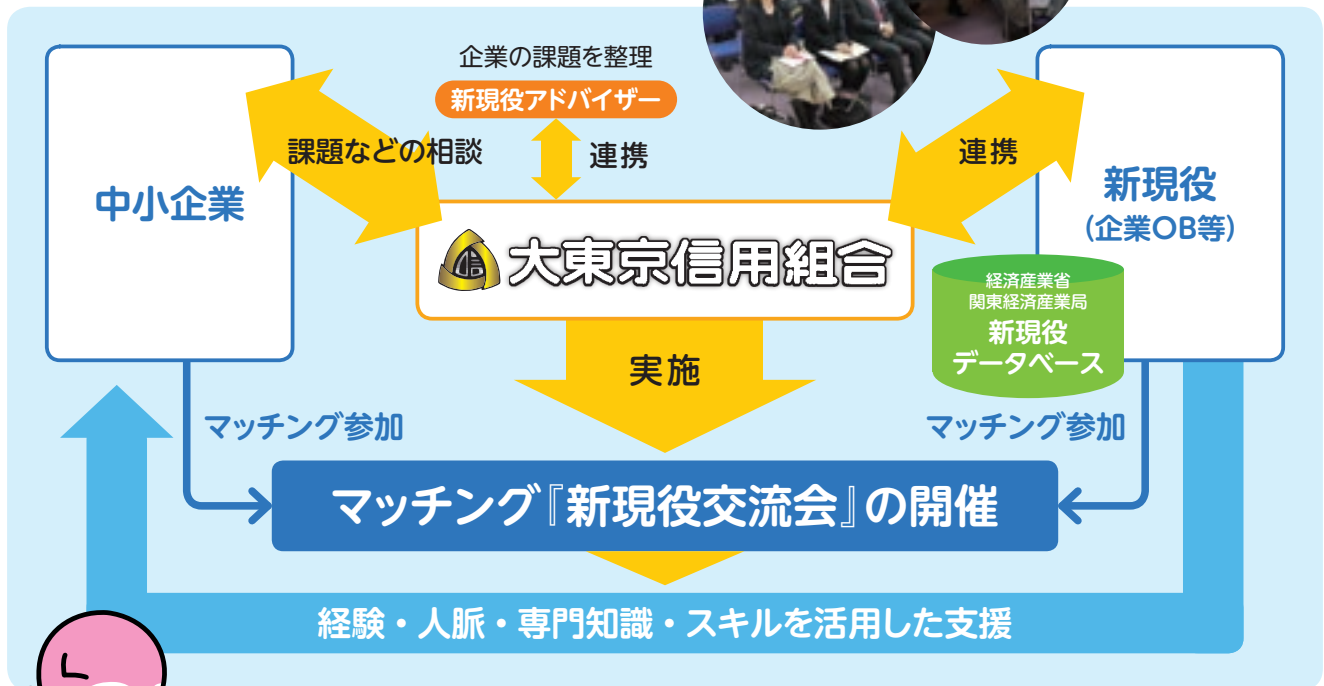 企業の課題を整理
新現役アドバイザー
課題などの相談
連携
連携
中小企業
新現役
(企業OB等)
信
大東京信用組合
経済産業省
関東経済産業局
新現役
データベース
実施
マッチング参加
マッチング参加
マッチング『新現役交流会』の開催
経験・人脈・専門知識・スキルを活用した支援